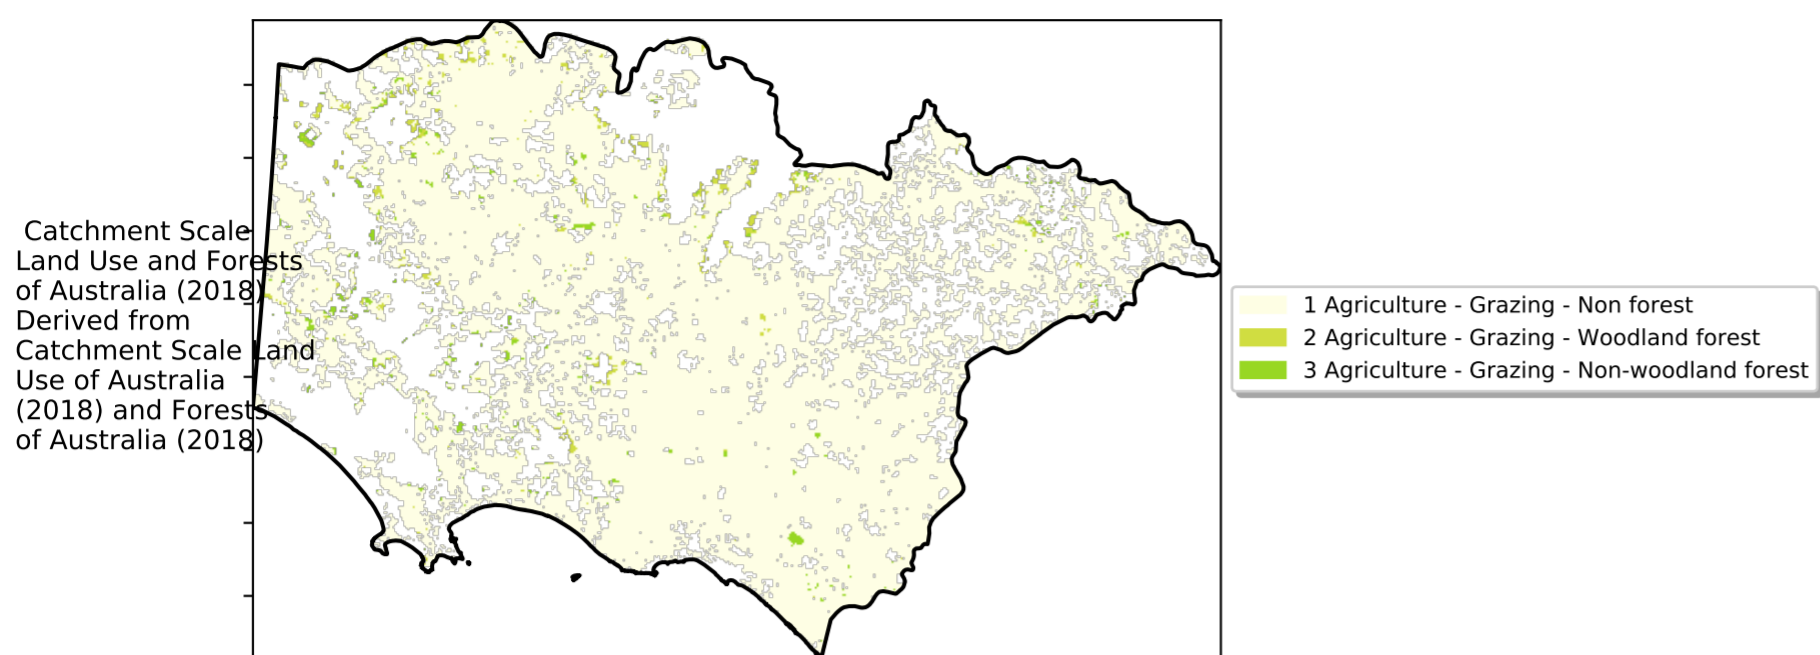 Catchment Scale
Land Use and Forests
of Australia (2018)
Derived from
Catchment Scale Land
Use of Australia
(2018) and Forests
of Australia (2018)
1 Agriculture - Grazing - Non forest
2 Agriculture - Grazing - Woodland forest
3 Agriculture - Grazing - Non-woodland forest